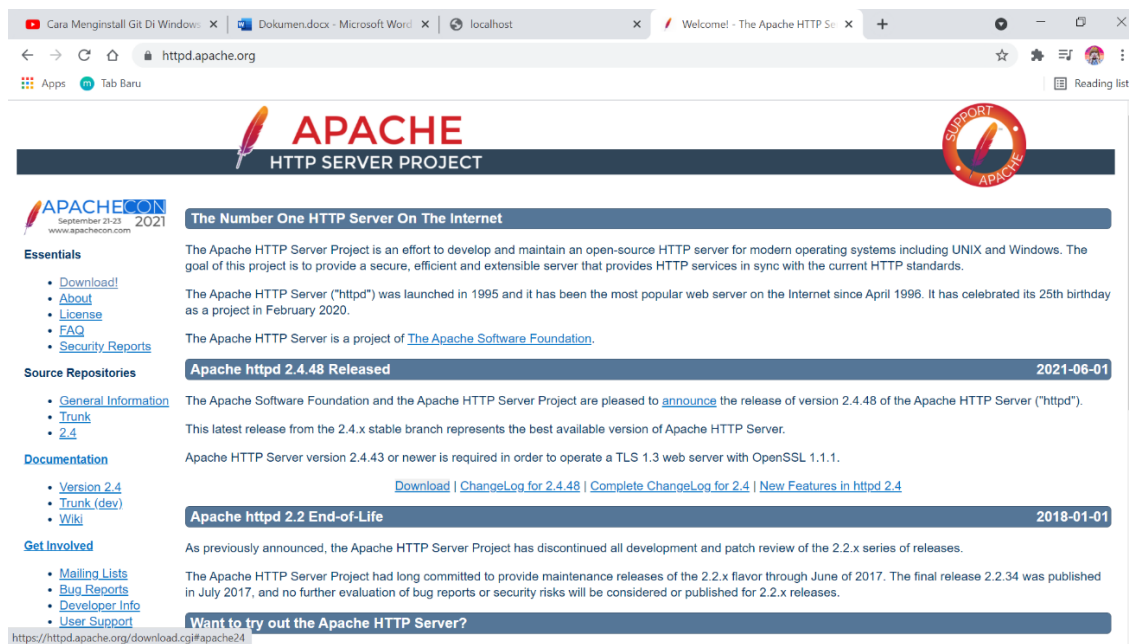 Cara Menginstall Git Di Windows
Dokumen.docx - Microsoft Word
localhost
Welcome! - The Apache HTTP Se
httpd.apache.org
Apps
m
Tab Baru
Reading list
APACHE
HTTP SERVER PROJECT
SUPPORT
APACHE
APACHECON
September 21-23 2021
www.apachecon.com
Essentials
Download!
About
License
FAQ
Security Reports
Source Repositories
General Information
Trunk
2.4
Documentation
Version 2.4
Trunk (dev)
Wiki
Get Involved
Mailing Lists
Bug Reports
Developer Info
User Support
The Number One HTTP Server On The Internet
The Apache HTTP Server Project is an effort to develop and maintain an open-source HTTP server for modern operating systems including UNIX and Windows. The
goal of this project is to provide a secure, efficient and extensible server that provides HTTP services in sync with the current HTTP standards.
The Apache HTTP Server ("httpd") was launched in 1995 and it has been the most popular web server on the Internet since April 1996. It has celebrated its 25th birthday
as a project in February 2020.
The Apache HTTP Server is a project of The Apache Software Foundation.
Apache httpd 2.4.48 Released 2021-06-01
The Apache Software Foundation and the Apache HTTP Server Project are pleased to announce the release of version 2.4.48 of the Apache HTTP Server ("httpd").
This latest release from the 2.4.x stable branch represents the best available version of Apache HTTP Server.
Apache HTTP Server version 2.4.43 or newer is required in order to operate a TLS 1.3 web server with OpenSSL 1.1.1.
Download | ChangeLog for 2.4.48 | Complete ChangeLog for 2.4 | New Features in httpd 2.4
Apache httpd 2.2 End-of-Life 2018-01-01
As previously announced, the Apache HTTP Server Project has discontinued all development and patch review of the 2.2.x series of releases.
The Apache HTTP Server Project had long committed to provide maintenance releases of the 2.2.x flavor through June of 2017. The final release 2.2.34 was published
in July 2017, and no further evaluation of bug reports or security risks will be considered or published for 2.2.x releases.
Want to try out the Apache HTTP Server?
https://httpd.apache.org/download.cgi#apache24